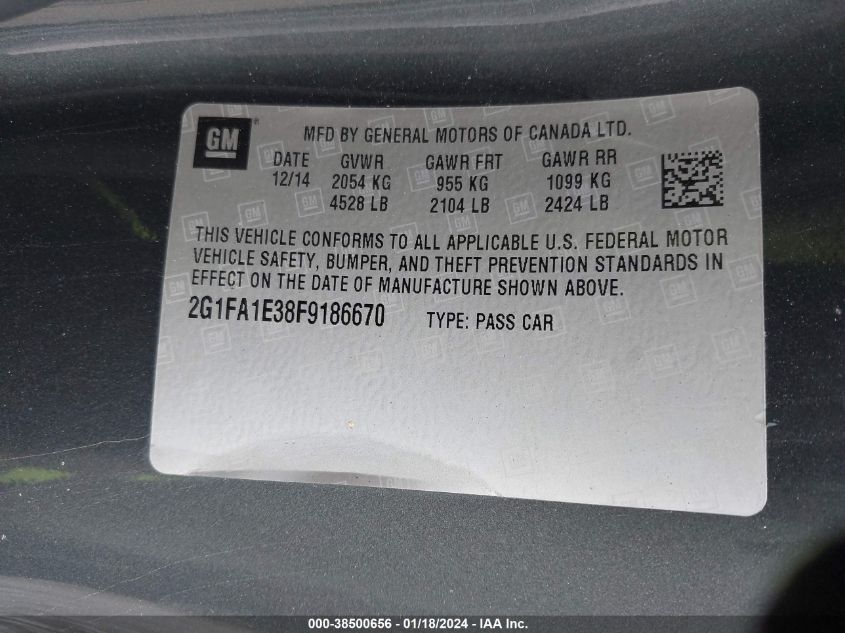 GM ®
MFD BY GENERAL MOTORS OF CANADA LTD.
DATE GVWR GAWR FRT GAWR RR
12/14 2054 KG 955 KG 1099 KG
4528 LB 2104 LB 2424 LB
THIS VEHICLE CONFORMS TO ALL APPLICABLE U.S. FEDERAL MOTOR
VEHICLE SAFETY, BUMPER, AND THEFT PREVENTION STANDARDS IN
EFFECT ON THE DATE OF MANUFACTURE SHOWN ABOVE.
2G1FA1E38F9186670 TYPE: PASS CAR
000-38500656 - 01/18/2024 - IAA Inc.